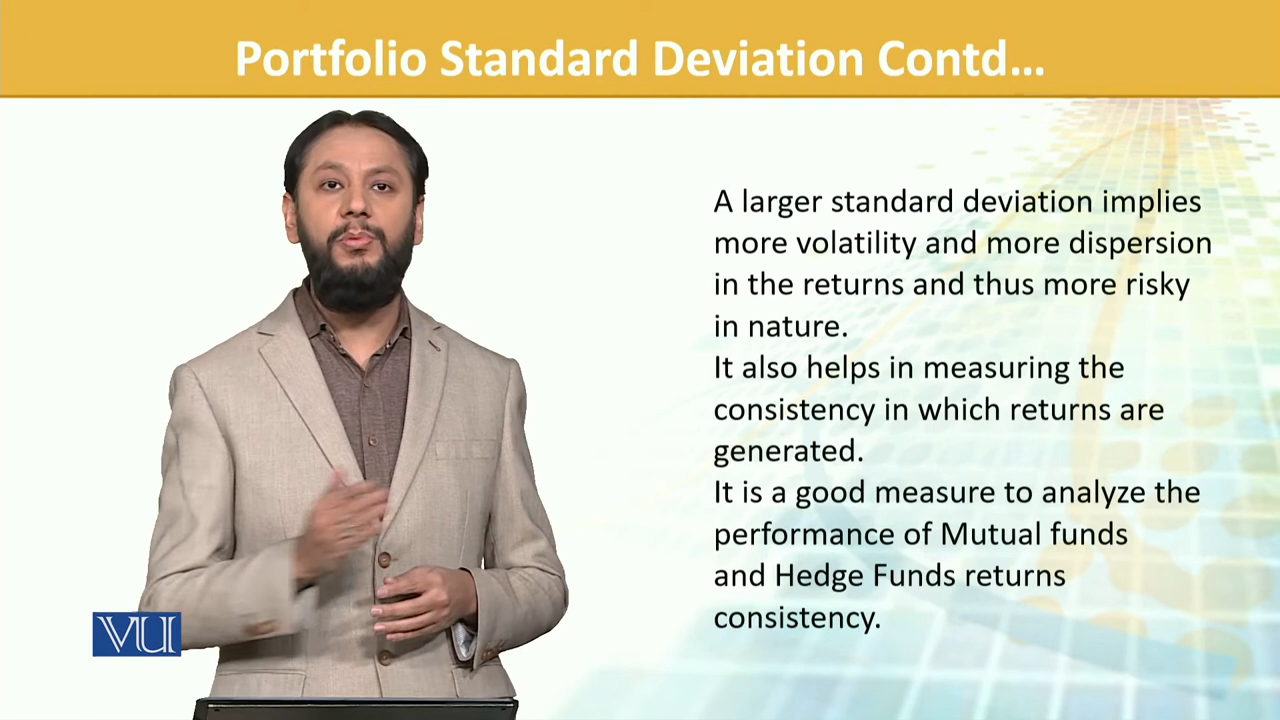 Portfolio Standard Deviation Contd...
A larger standard deviation implies
more volatility and more dispersion
in the returns and thus more risky
in nature.
It also helps in measuring the
consistency in which returns are
generated.
It is a good measure to analyze the
performance of Mutual funds
and Hedge Funds returns
consistency.
VU